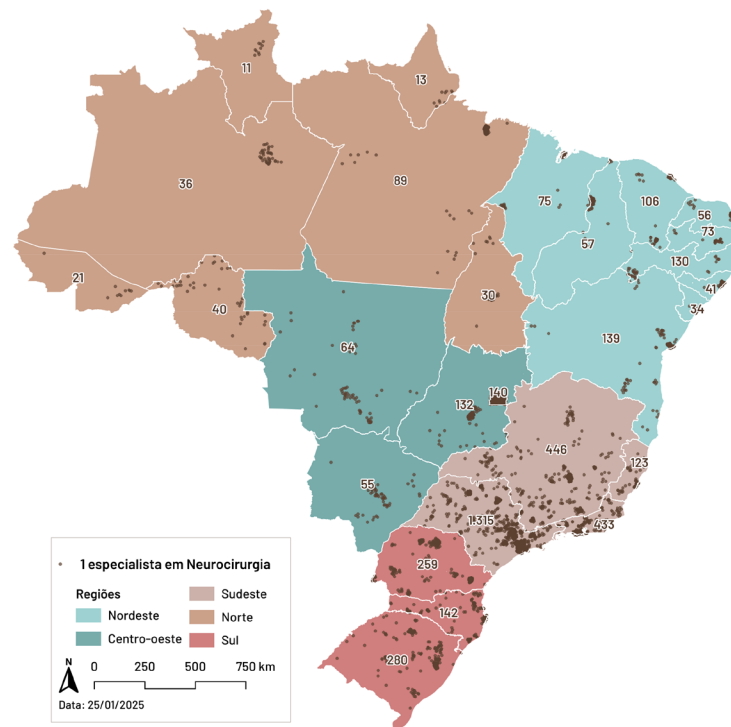 11
13
36
89
75
106
56
73
57
130
21
41
30
34
40
139
64
140
132
446
123
55
1.315
433
259
142
280
1 especialista em Neurocirurgia
Regiões
Sudeste
Nordeste
Norte
Centro-oeste
Sul
N
0 250 500 750 km
Data: 25/01/2025